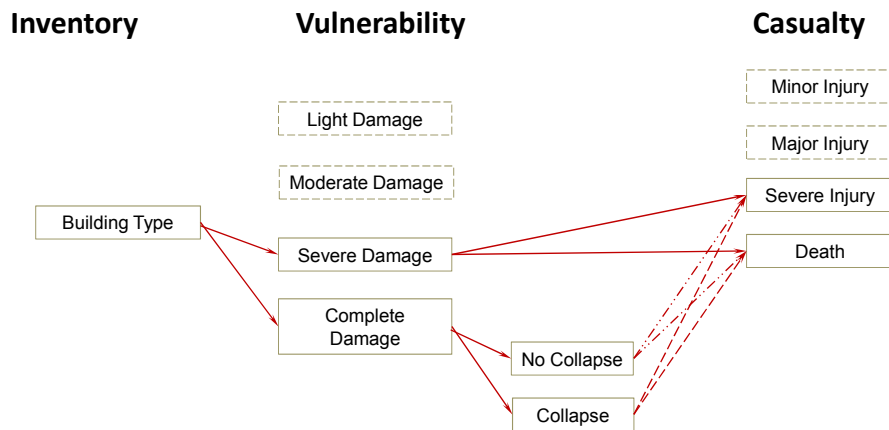 Inventory
Vulnerability
Casualty
Minor Injury
Light Damage
Major Injury
Moderate Damage
Severe Injury
Building Type
Severe Damage
Death
Complete
Damage
No Collapse
Collapse